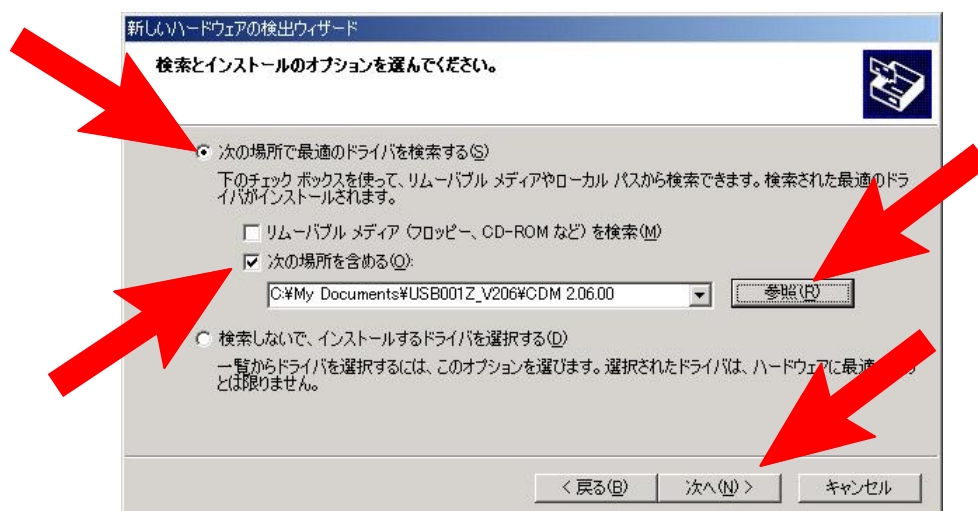 新しいハードウェアの検出ウィザード
検索とインストールのオプションを選んでください。
次の場所で最適のドライバを検索する(S)
下のチェック ボックスを使って、リムーバブル メディアやローカル パスから検索できます。検索された最適のドラ
イバがインストールされます。
リムーバブル メディア (フロッピー、CD-ROM など) を検索(M)
次の場所を含める(O):
C:¥My Documents¥USB001Z_V206¥CDM 2.06.00
参照(R)
検索しないで、インストールするドライバを選択する(D)
一覧からドライバを選択するには、このオプションを選びます。選択されたドライバは、ハードウェアに最適
とは限りません。
< 戻る(B)
次へ(N) >
キャンセル